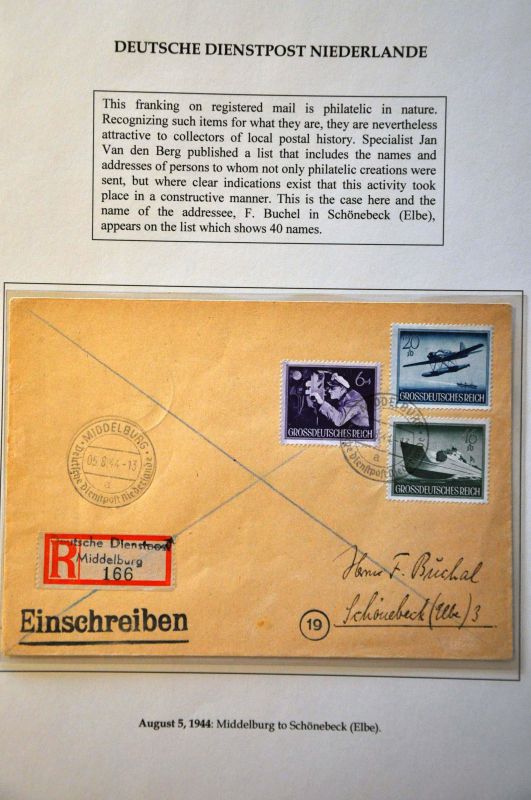 DEUTSCHE DIENSTPOST NIEDERLANDE
This franking on registered mail is philatelic in nature.
Recognizing such items for what they are, they are nevertheless
attractive to collectors of local postal history. Specialist Jan
Van den Berg published a list that includes the names and
addresses of persons to whom not only philatelic creations were
sent, but where clear indications exist that this activity took
place in a constructive manner. This is the case here and the
name of the addressee, F. Buchel in Schönebeck (Elbe),
appears on the list which shows 40 names.
20
GROSSDEUTSCHES REICH
6+4
GROSSDEUTSCHES REICH
MIDDELBURG
a
GROSSDEUTSCHES REICH
MIDDELBURG
05.8.44-13
a
Deutsche Dienstpost Niederlande
R
Deutsche Dienstpost
Middelburg
166
Einschreiben
19
Herrn F. Büchal
Schönebeck (Elbe) 3
August 5, 1944: Middelburg to Schönebeck (Elbe).